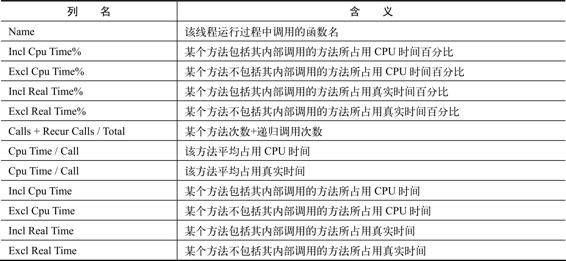 列 名 含 义
Name 该线程运行过程中调用的函数名
Incl Cpu Time% 某个方法包括其内部调用的方法所占用 CPU 时间百分比
Excl Cpu Time% 某个方法不包括其内部调用的方法所占用 CPU 时间百分比
Incl Real Time% 某个方法包括其内部调用的方法所占用真实时间百分比
Excl Real Time% 某个方法不包括其内部调用的方法所占用真实时间百分比
Calls + Recur Calls / Total 某个方法次数+递归调用次数
Cpu Time / Call 该方法平均占用 CPU 时间
Cpu Time / Call 该方法平均占用真实时间
Incl Cpu Time 某个方法包括其内部调用的方法所占用 CPU 时间
Excl Cpu Time 某个方法不包括其内部调用的方法所占用 CPU 时间
Incl Real Time 某个方法包括其内部调用的方法所占用真实时间
Excl Real Time 某个方法不包括其内部调用的方法所占用真实时间